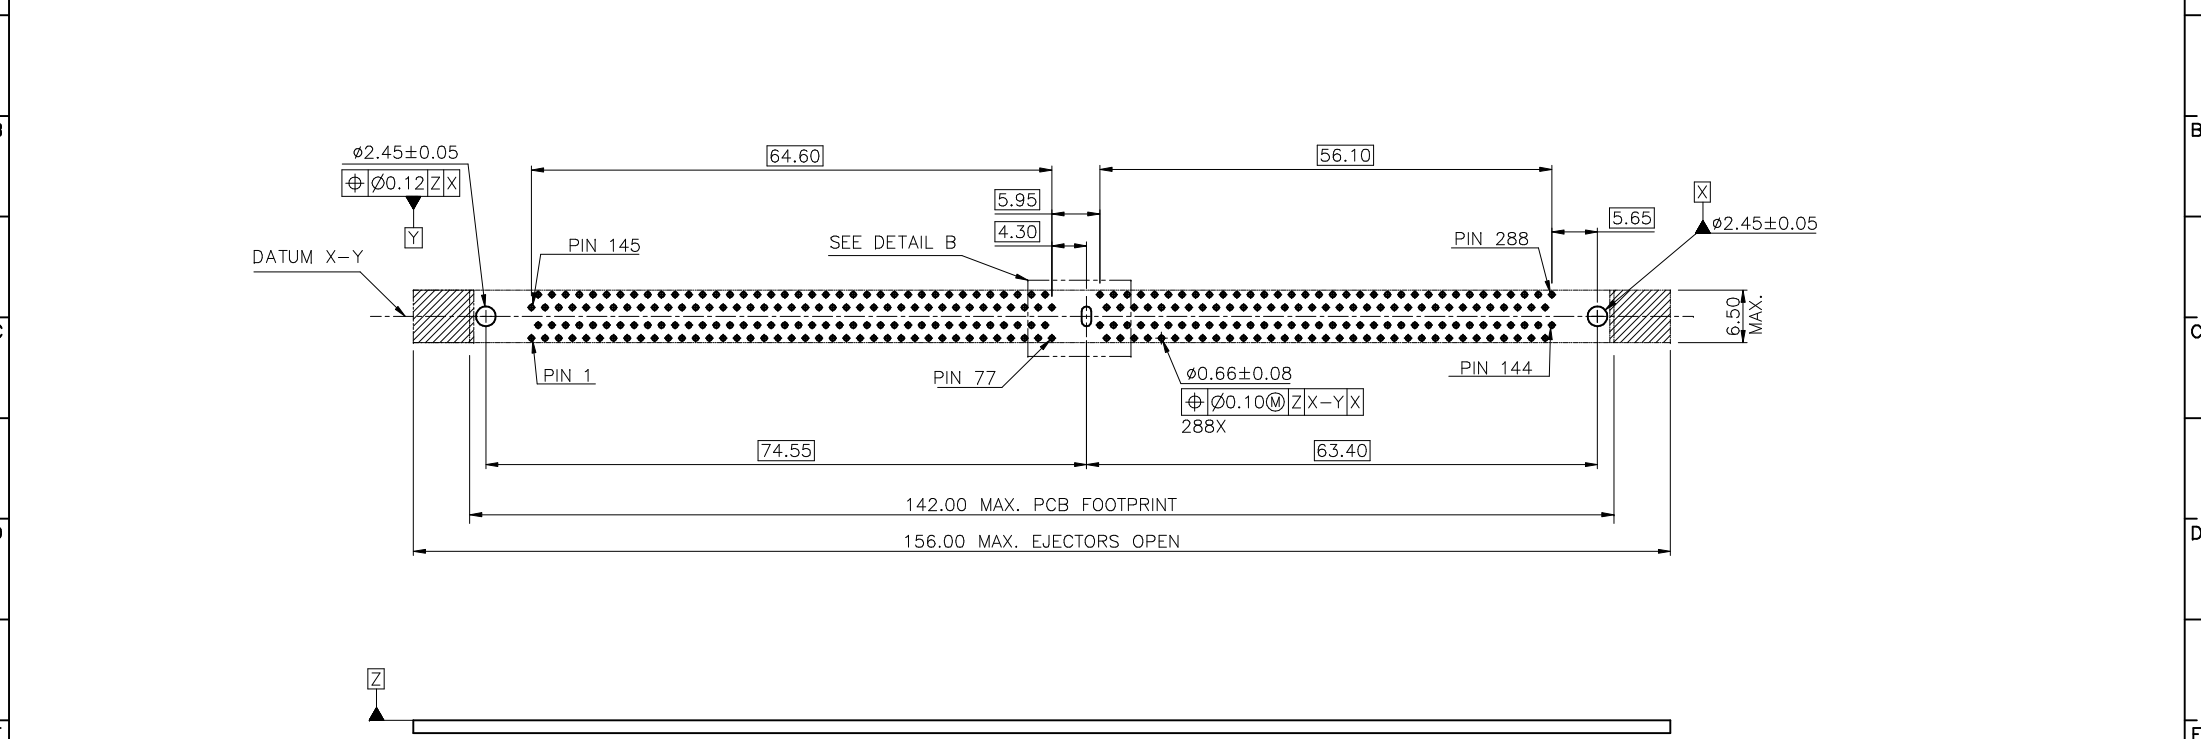 B
B
ø2.45±0.05
⌖ Ø0.12 Z X
Y
64.60
56.10
5.95
4.30
5.65
X
ø2.45±0.05
DATUM X-Y
PIN 145
SEE DETAIL B
PIN 288
6.50
MAX.
C
C
PIN 1
PIN 77
PIN 144
ø0.66±0.08
⌖ Ø0.10Ⓜ Z X-Y X
288X
74.55
63.40
142.00 MAX. PCB FOOTPRINT
D
156.00 MAX. EJECTORS OPEN
Z